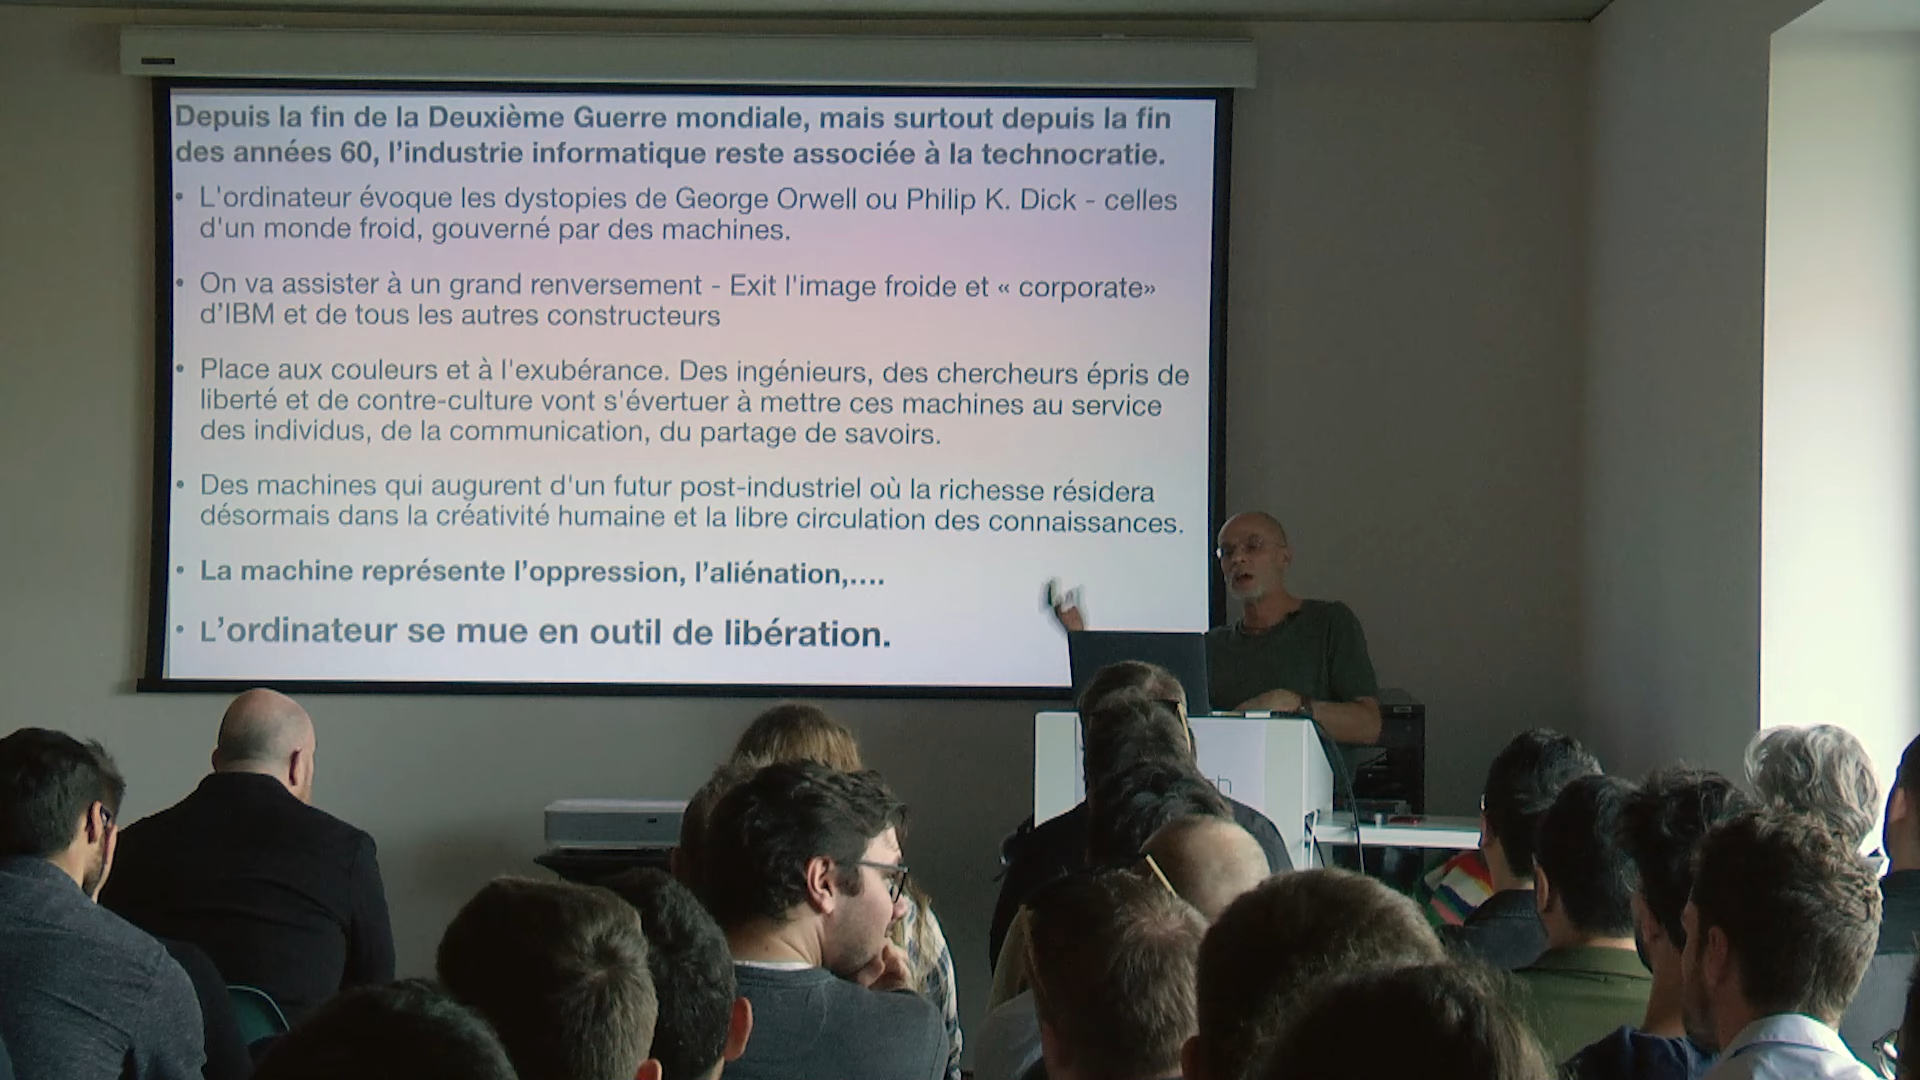 Depuis la fin de la Deuxième Guerre mondiale, mais surtout depuis la fin
des années 60, l’industrie informatique reste associée à la technocratie.
• L'ordinateur évoque les dystopies de George Orwell ou Philip K. Dick - celles
d'un monde froid, gouverné par des machines.
• On va assister à un grand renversement - Exit l'image froide et « corporate»
d’IBM et de tous les autres constructeurs
• Place aux couleurs et à l'exubérance. Des ingénieurs, des chercheurs épris de
liberté et de contre-culture vont s'évertuer à mettre ces machines au service
des individus, de la communication, du partage de savoirs.
• Des machines qui augurent d'un futur post-industriel où la richesse résidera
désormais dans la créativité humaine et la libre circulation des connaissances.
• La machine représente l’oppression, l’aliénation,….
• L’ordinateur se mue en outil de libération.